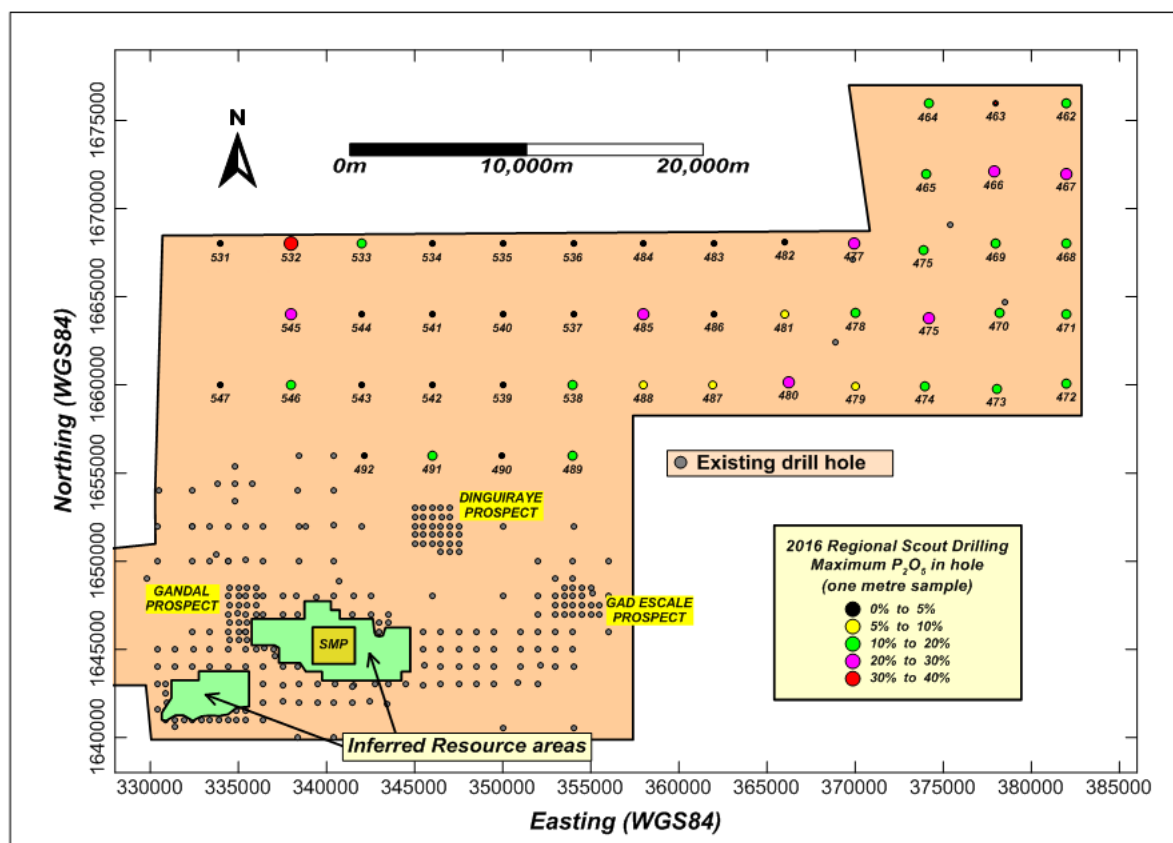 N
0m 10,000m 20,000m
464 463 462
465 466 467
531 532 533 534 535 536 484 483 482 477 475 469 468
545 544 541 540 537 485 486 481 478 475 470 471
547 546 543 542 539 538 488 487 480 479 474 473 472
492 491 490 489
Existing drill hole
DINGUIRAYE
PROSPECT
GANDAL
PROSPECT
GAD ESCALE
PROSPECT
SMP
Inferred Resource areas
2016 Regional Scout Drilling
Maximum P₂O₅ in hole
(one metre sample)
0% to 5%
5% to 10%
10% to 20%
20% to 30%
30% to 40%
1675000
1670000
1665000
1660000
1655000
1650000
1645000
1640000
Northing (WGS84)
330000 335000 340000 345000 350000 355000 360000 365000 370000 375000 380000 385000
Easting (WGS84)